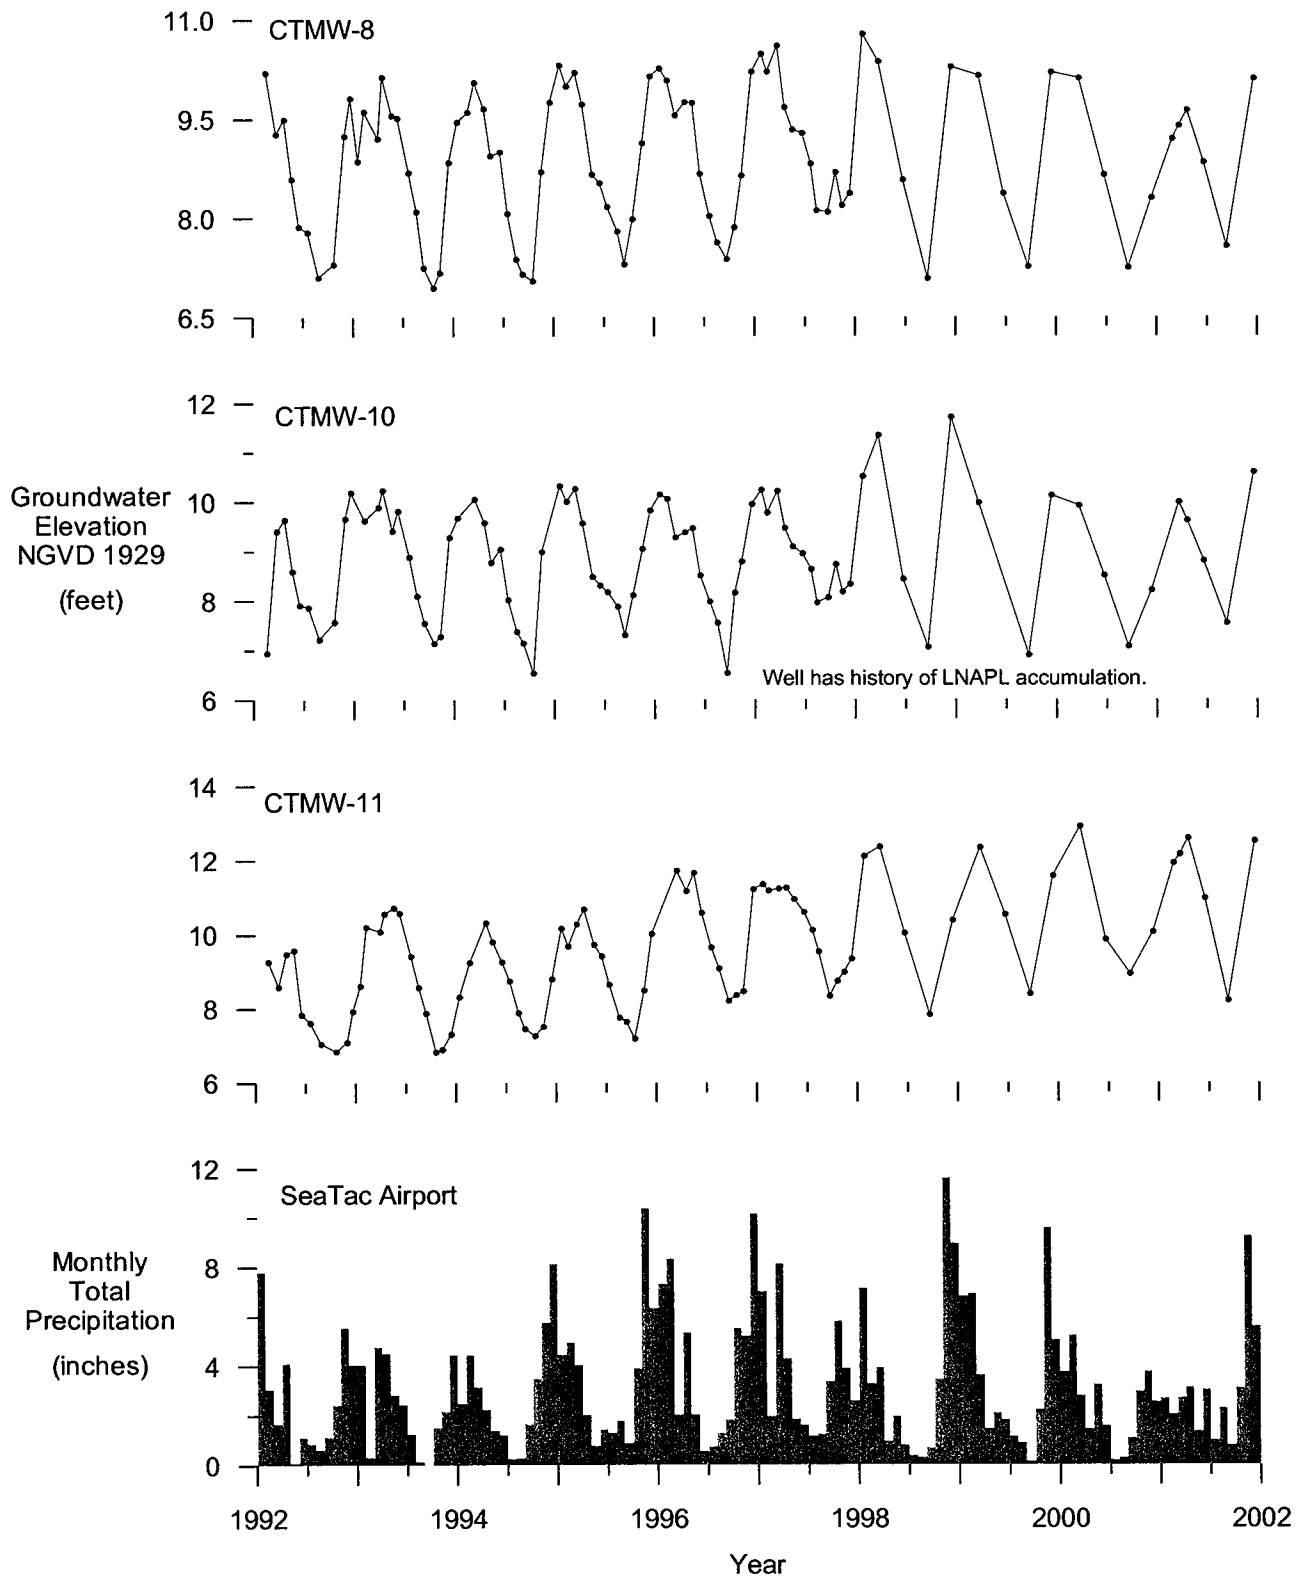 11.0
CTMW-8
9.5
8.0
6.5
12
CTMW-10
10
8
6
Well has history of LNAPL accumulation.
Groundwater
Elevation
NGVD 1929
(feet)
14
CTMW-11
12
10
8
6
12
SeaTac Airport
8
4
0
Monthly
Total
Precipitation
(inches)
1992 1994 1996 1998 2000 2002
Year